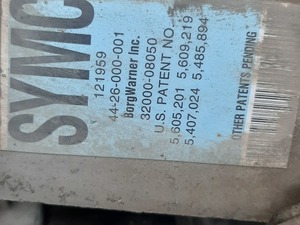 SYMC
121959
44-26-000-001
BorgWarner Inc.
32000-08050
U.S. PATENT NO.
5,605,201 5,609,219
5,407,024 5,485,894
OTHER PATENTS PENDING